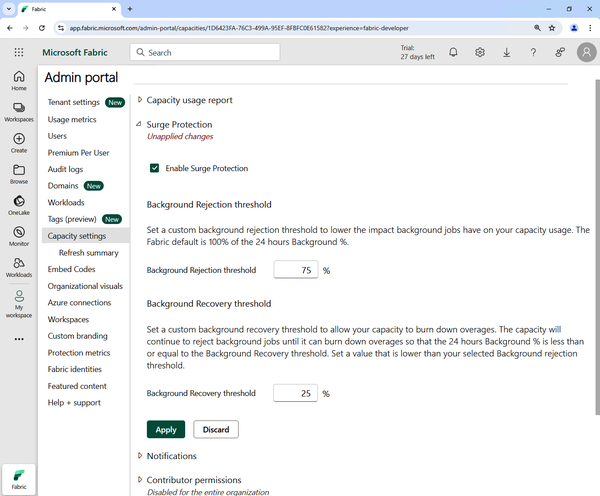 Fabric
app.fabric.microsoft.com/admin-portal/capacities/1D6423FA-76C3-499A-95EF-8FBFC0E615B2?experience=fabric-developer
Microsoft Fabric
Search
Trial:
27 days left
Home
Workspaces
Create
Browse
OneLake
Monitor
Workloads
My
workspace
Fabric
Admin portal
Tenant settings New
Usage metrics
Users
Premium Per User
Audit logs
Domains New
Workloads
Tags (preview) New
Capacity settings
Refresh summary
Embed Codes
Organizational visuals
Azure connections
Workspaces
Custom branding
Protection metrics
Fabric identities
Featured content
Help + support
Capacity usage report
Surge Protection
Unapplied changes
Enable Surge Protection
Background Rejection threshold
Set a custom background rejection threshold to lower the impact background jobs have on your capacity usage. The
Fabric default is 100% of the 24 hours Background %.
Background Rejection threshold 75 %
Background Recovery threshold
Set a custom background recovery threshold to allow your capacity to burn down overages. The capacity will
continue to reject background jobs until it can burn down overages so that the 24 hours Background % is less than
or equal to the Background Recovery threshold. Set a value that is lower than your selected Background rejection
threshold.
Background Recovery threshold 25 %
Apply Discard
Notifications
Contributor permissions
Disabled for the entire organization